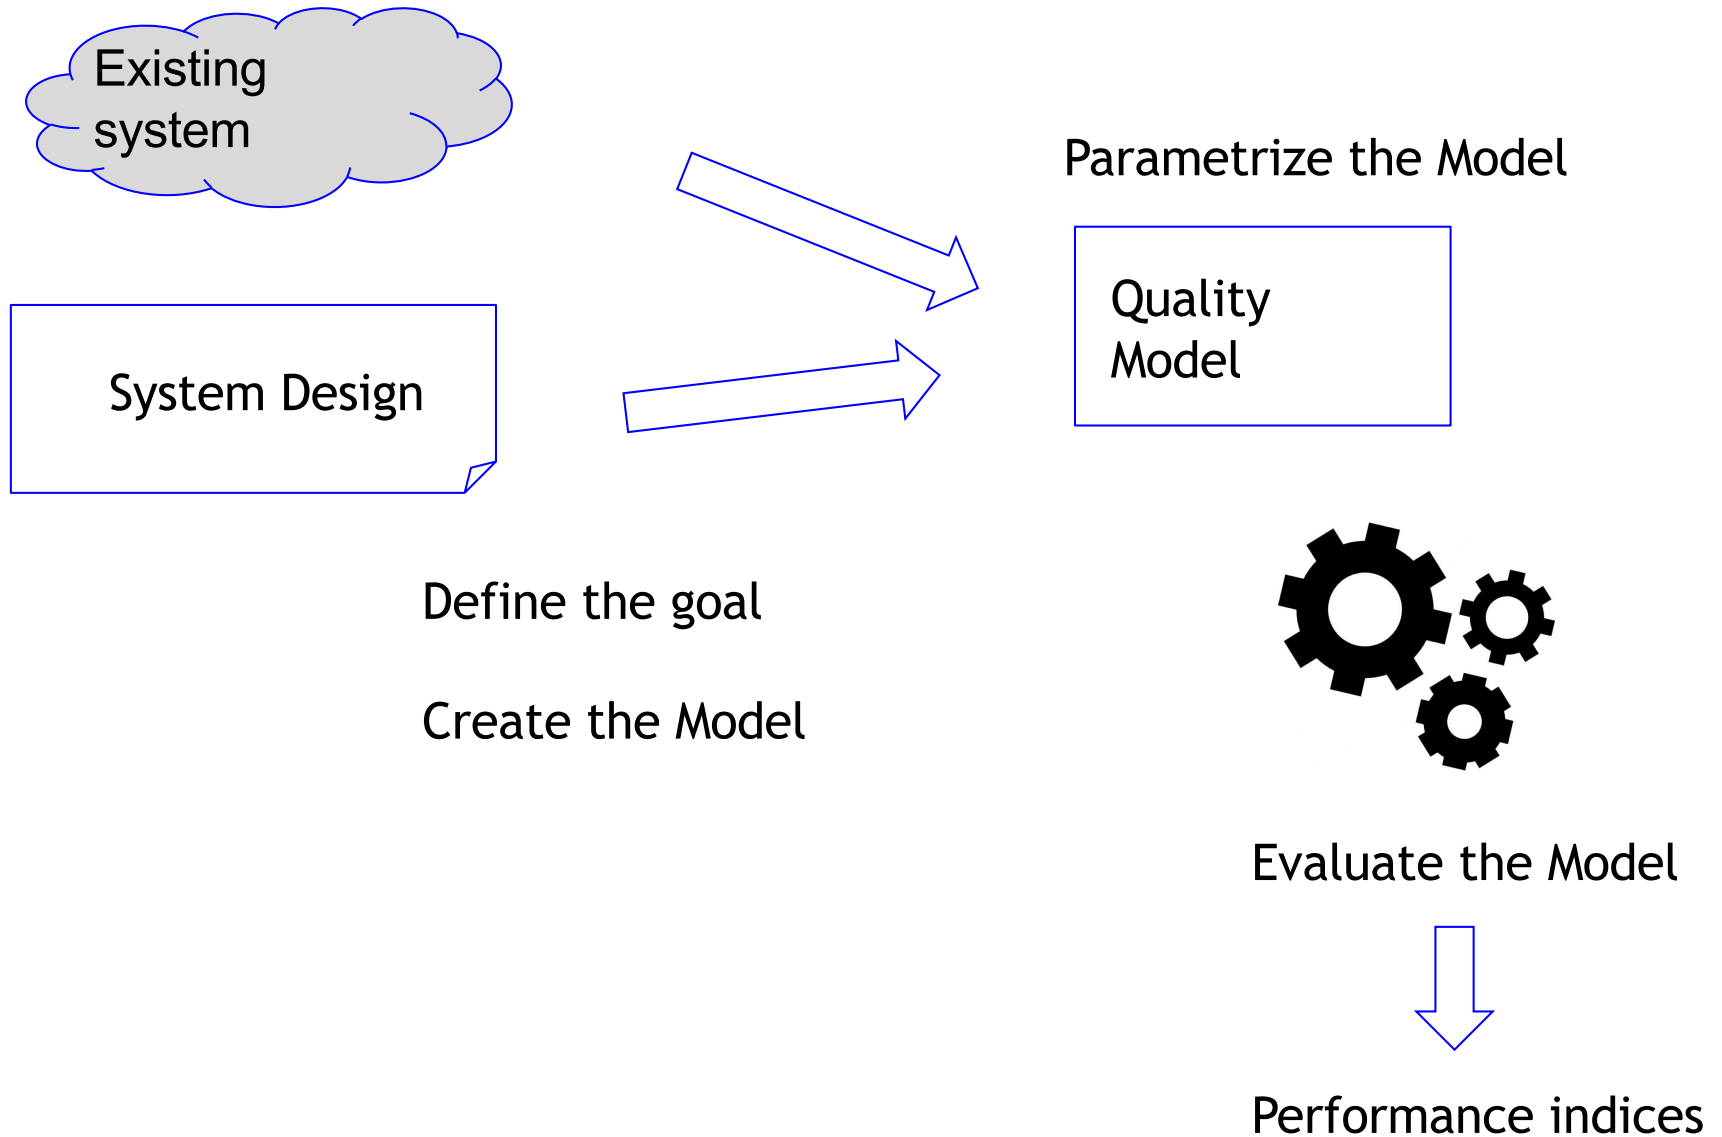 Existing
system
Parametrize the Model
Quality
Model
System Design
Define the goal
Create the Model
Evaluate the Model
Performance indices